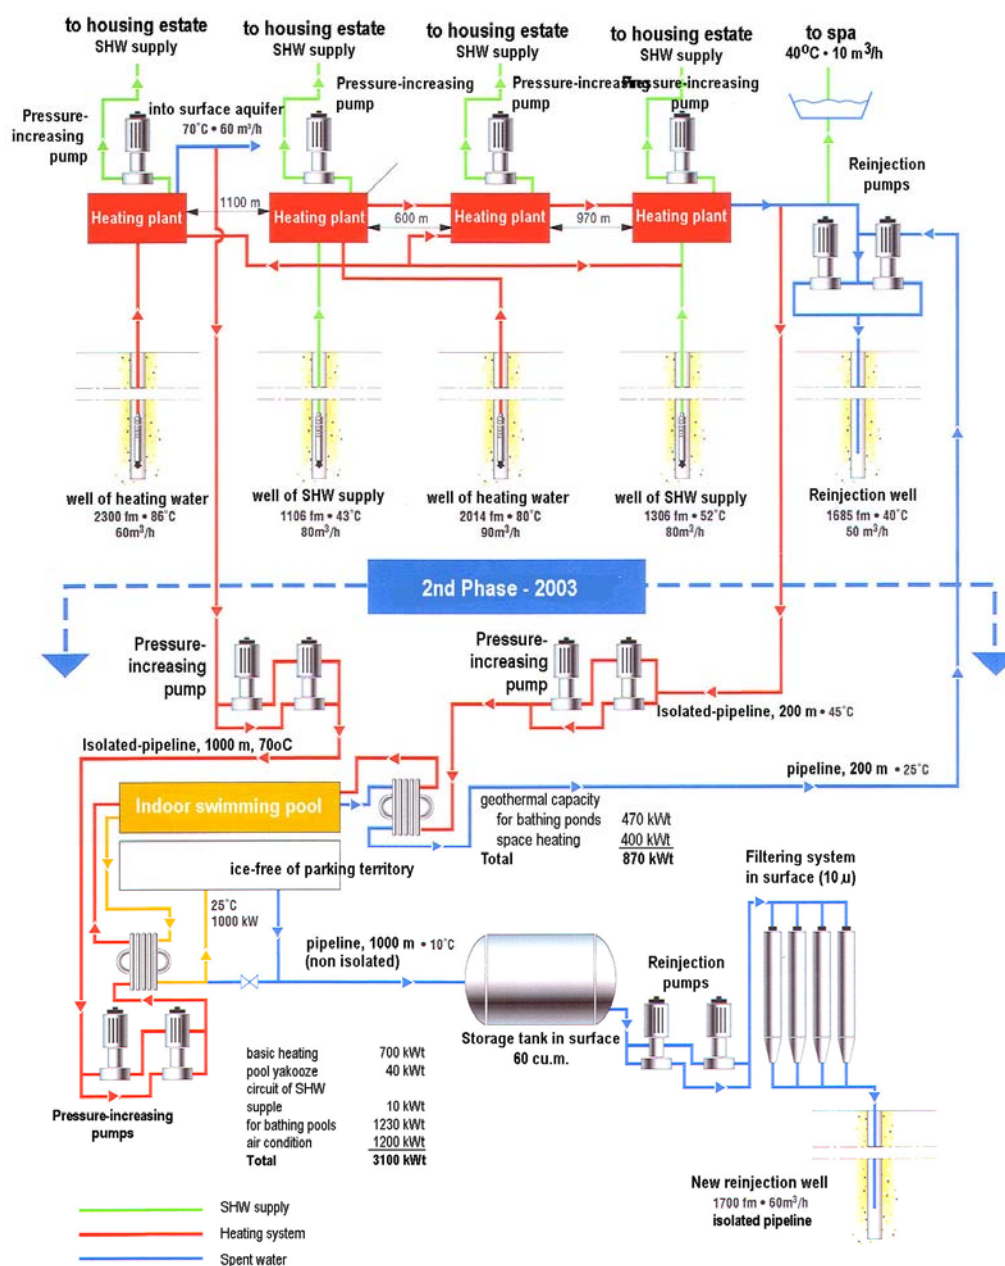 to housing estate
SHW supply
to housing estate
SHW supply
to housing estate
SHW supply
to housing estate
SHW supply
to spa
40°C • 10 m³/h
Pressure-
increasing
pump
into surface aquifer
70°C • 60 m³/h
Pressure-increasing
pump
Pressure-increasing
pump
Pressure-increasing
pump
Reinjection
pumps
Heating plant
1100 m
Heating plant
600 m
Heating plant
970 m
Heating plant
well of heating water
2300 fm • 86°C
60m³/h
well of SHW supply
1106 fm • 43°C
80m³/h
well of heating water
2014 fm • 80°C
90m³/h
well of SHW supply
1306 fm • 52°C
80m³/h
Reinjection well
1685 fm • 40°C
50 m³/h
2nd Phase - 2003
Pressure-
increasing
pump
Pressure-
increasing
pump
Isolated-pipeline, 200 m • 45°C
Isolated-pipeline, 1000 m, 70oC
pipeline, 200 m • 25°C
Indoor swimming pool
geothermal capacity
for bathing ponds 470 kWt
space heating 400 kWt
Total 870 kWt
ice-free of parking territory
Filtering system
in surface (10 µ)
25°C
1000 kW
pipeline, 1000 m • 10°C
(non isolated)
Reinjection
pumps
Storage tank in surface
60 cu.m.
basic heating 700 kWt
pool yakooze 40 kWt
circuit of SHW
supple 10 kWt
for bathing pools 1230 kWt
air condition 1200 kWt
Total 3100 kWt
Pressure-increasing
pumps
New reinjection well
1700 fm • 60m³/h
isolated pipeline
SHW supply
Heating system
Spent water